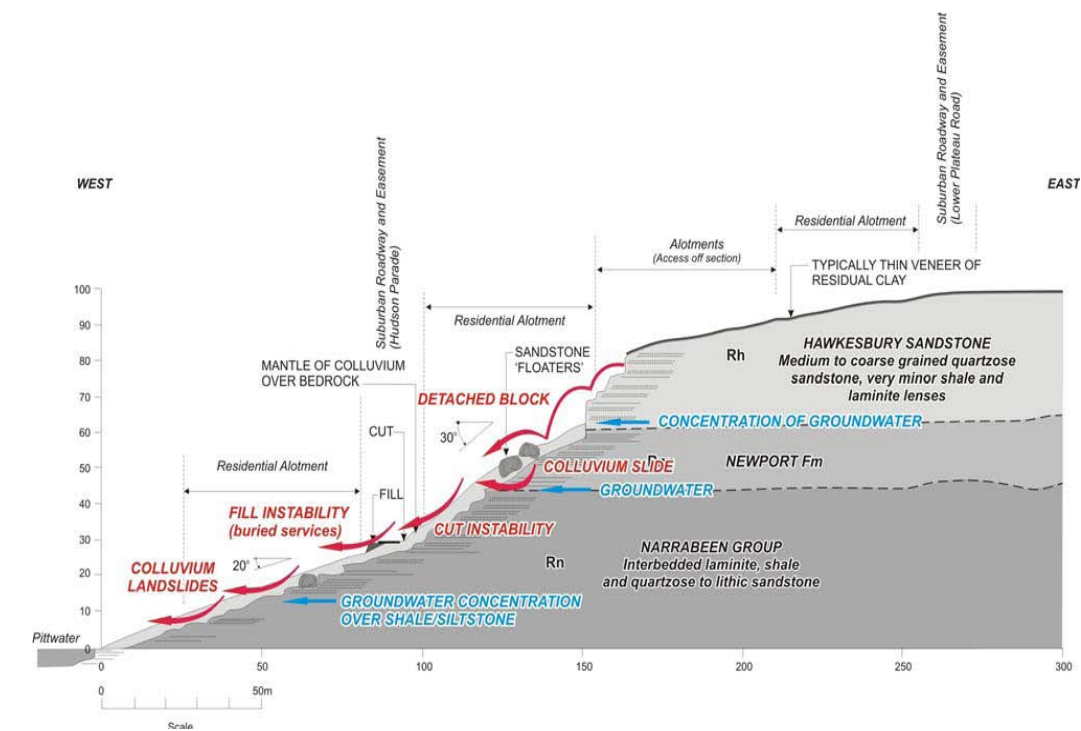 WEST
EAST
Suburban Roadway and Easement
(Hudson Parade)
Suburban Roadway and Easement
(Lower Plateau Road)
Residential Alotment
Alotments
(Access off section)
TYPICALLY THIN VENEER OF
RESIDUAL CLAY
Residential Alotment
100
90
80
70
60
50
40
30
20
10
0
SANDSTONE
'FLOATERS'
MANTLE OF COLLUVIUM
OVER BEDROCK
Rh
HAWKESBURY SANDSTONE
Medium to coarse grained quartzose
sandstone, very minor shale and
laminite lenses
DETACHED BLOCK
30°
CUT
CONCENTRATION OF GROUNDWATER
Residential Alotment
COLLUVIUM SLIDE
NEWPORT Fm
GROUNDWATER
FILL
FILL INSTABILITY
(buried services)
CUT INSTABILITY
20°
COLLUVIUM
LANDSLIDES
Rn
NARRABEEN GROUP
Interbedded laminite, shale
and quartzose to lithic sandstone
GROUNDWATER CONCENTRATION
OVER SHALE/SILTSTONE
Pittwater
0 50 100 150 200 250 300
0 50m
Scale